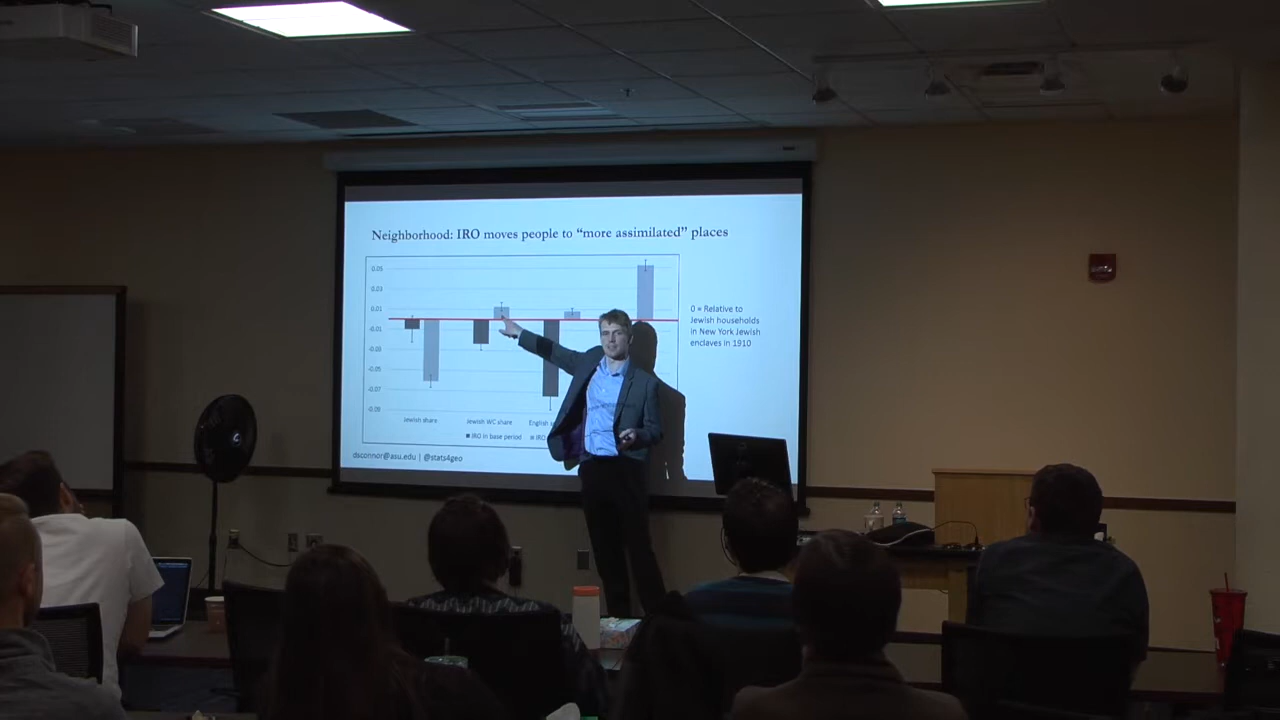 Neighborhood: IRO moves people to “more assimilated” places
0.05
0.03
0.01
-0.01
-0.03
-0.05
-0.07
-0.09
Jewish share
Jewish WC share
English
IRO in base period
IRO
0 = Relative to
Jewish households
in New York Jewish
enclaves in 1910
dsconnor@asu.edu | @stats4geo